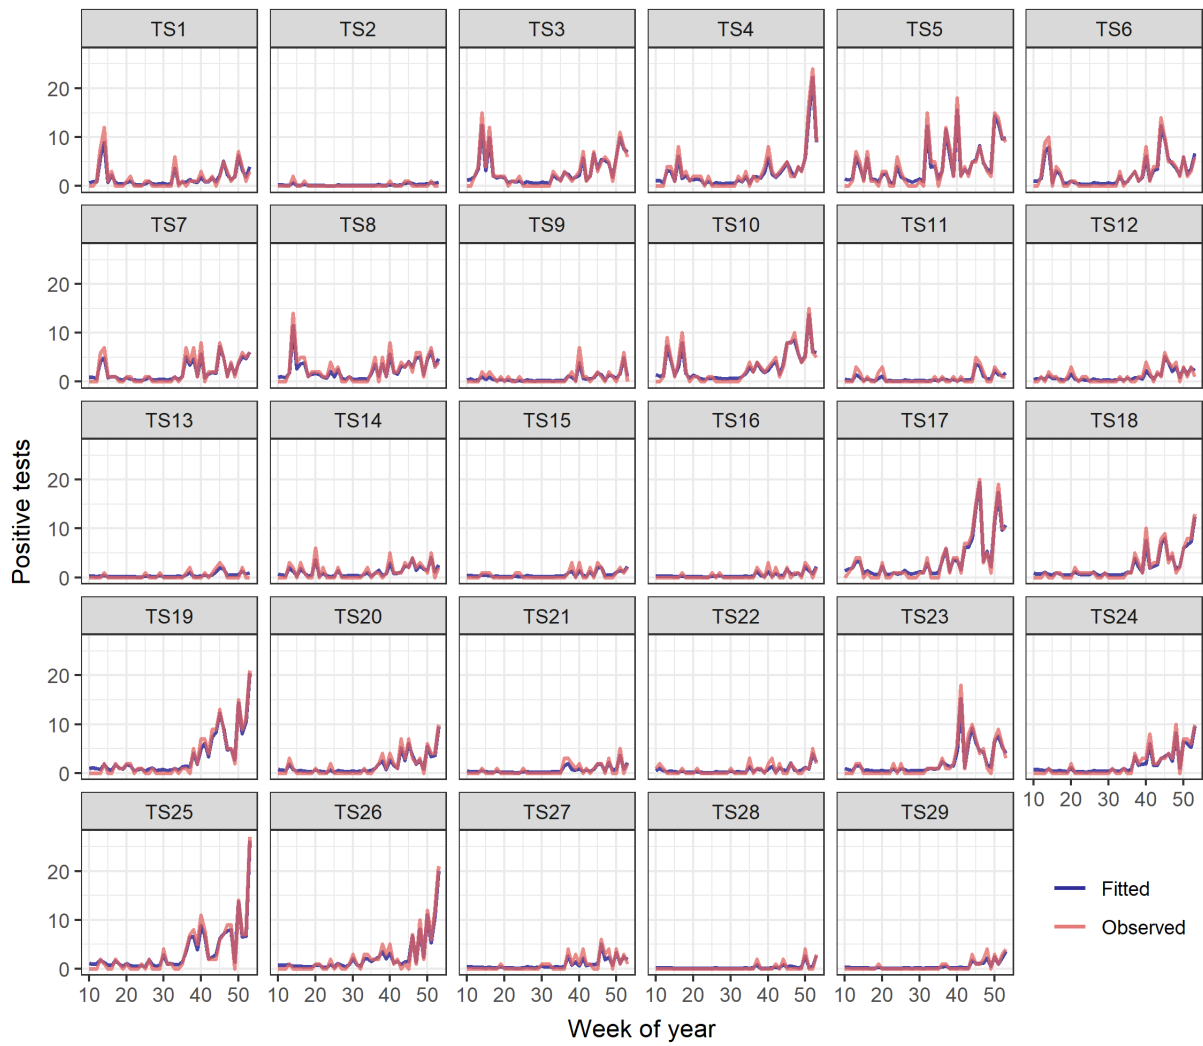 TS1 TS2 TS3 TS4 TS5 TS6
20
10
0
TS7 TS8 TS9 TS10 TS11 TS12
20
10
0
TS13 TS14 TS15 TS16 TS17 TS18
20
10
0
TS19 TS20 TS21 TS22 TS23 TS24
20
10
0
10 20 30 40 50
TS25 TS26 TS27 TS28 TS29
20
10
0
10 20 30 40 50 10 20 30 40 50 10 20 30 40 50 10 20 30 40 50 10 20 30 40 50
Positive tests
Week of year
Fitted
Observed